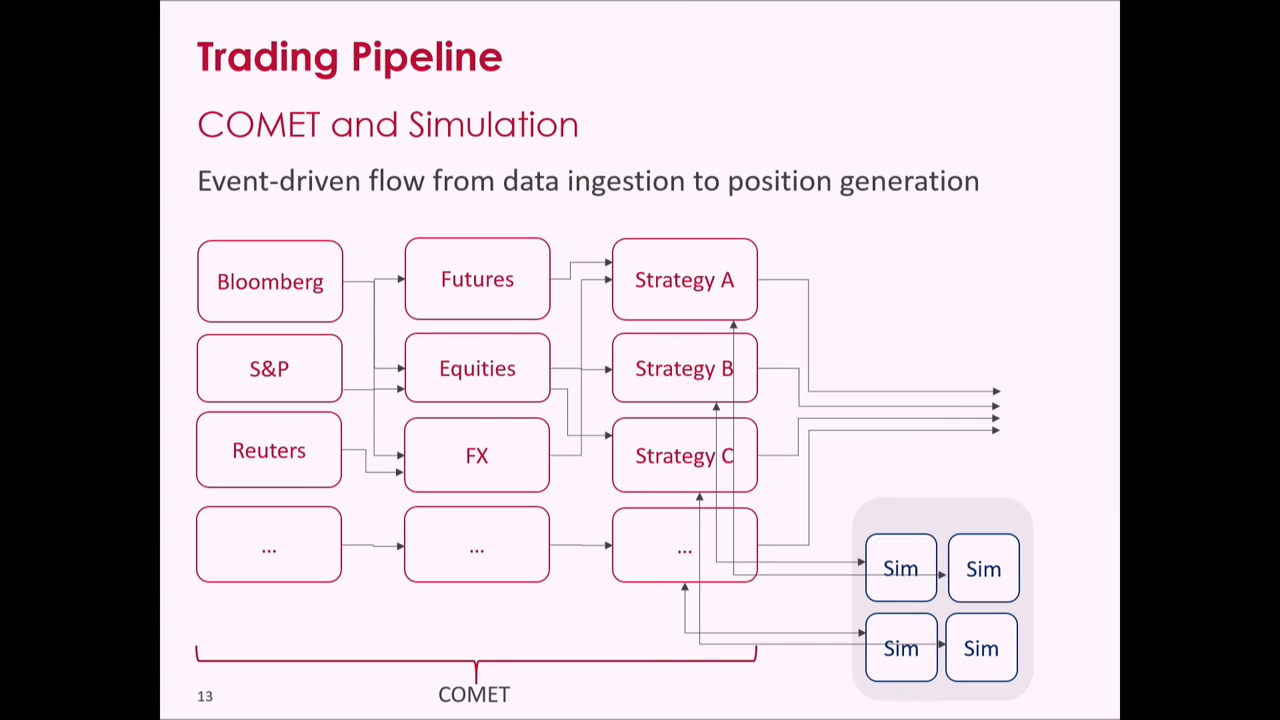 Trading Pipeline
COMET and Simulation
Event-driven flow from data ingestion to position generation
Bloomberg
Futures
Strategy A
S&P
Equities
Strategy B
Reuters
FX
Strategy C
...
...
...
Sim
Sim
Sim
Sim
COMET
13